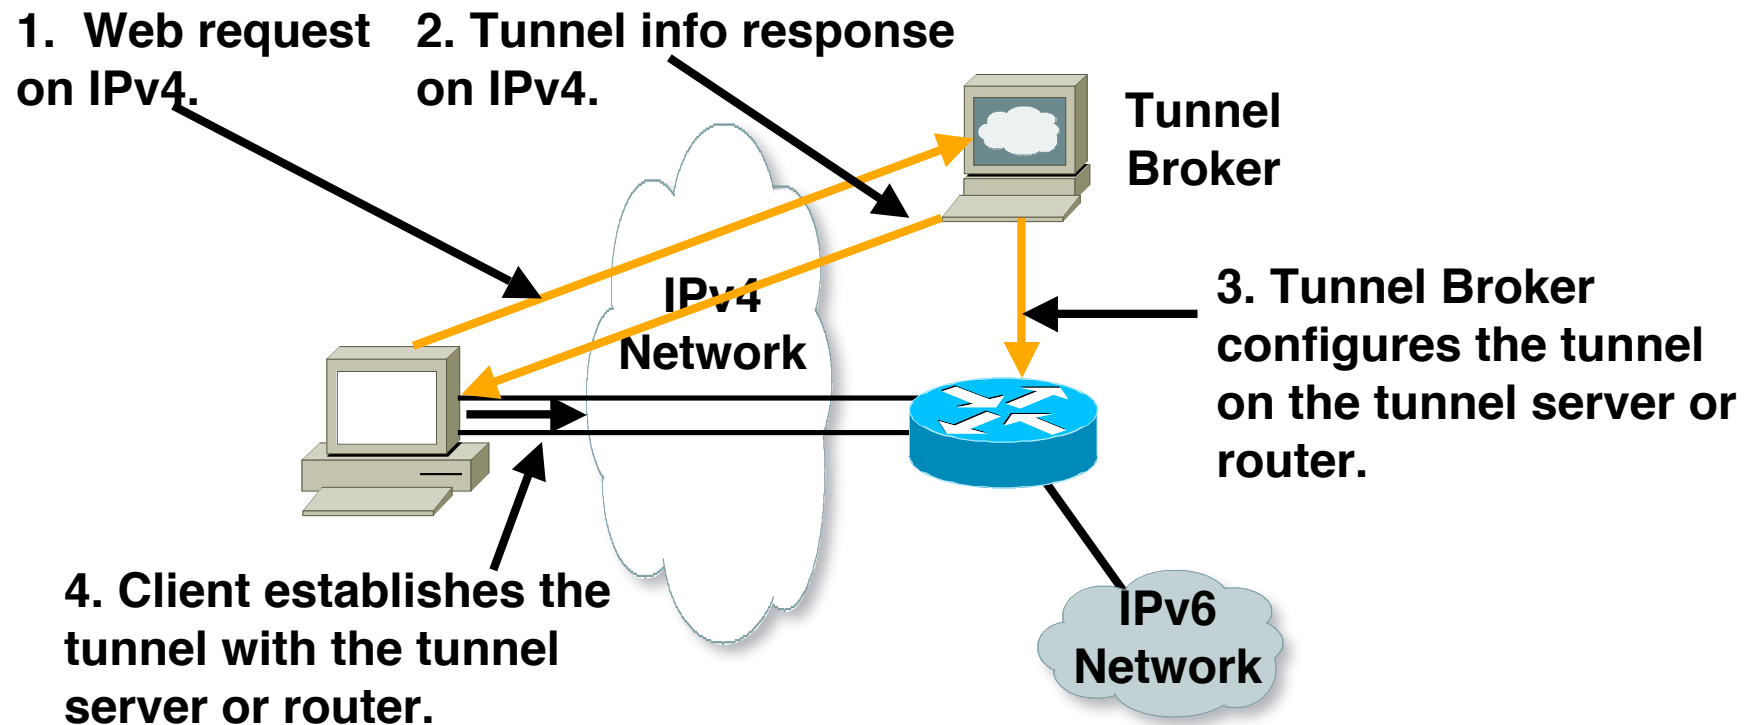 1.  Web request
on IPv4.
2. Tunnel info response
on IPv4.
Tunnel
Broker
IPv4
Network
3. Tunnel Broker
configures the tunnel
on the tunnel server or
router.
4. Client establishes the
tunnel with the tunnel
server or router.
IPv6
Network